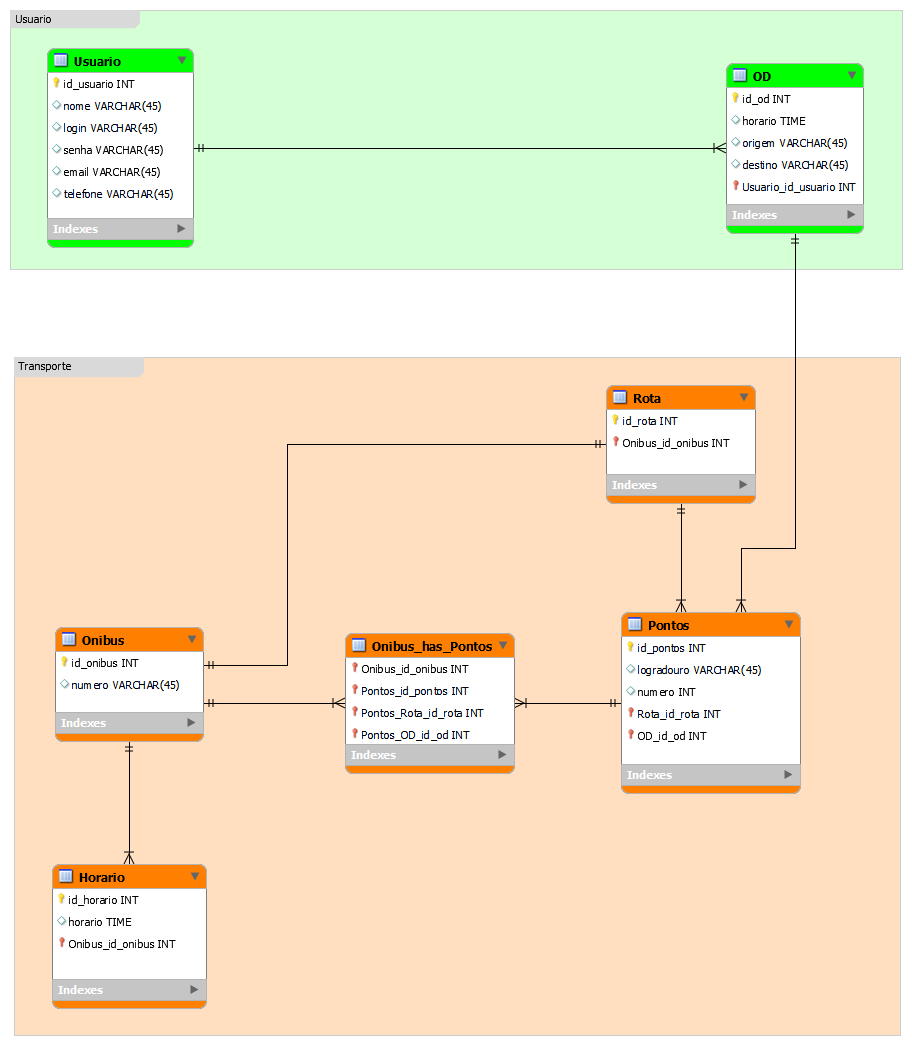 Usuario
Usuario
id_usuario INT
nome VARCHAR(45)
login VARCHAR(45)
senha VARCHAR(45)
email VARCHAR(45)
telefone VARCHAR(45)
Indexes
OD
id_od INT
horario TIME
origem VARCHAR(45)
destino VARCHAR(45)
Usuario_id_usuario INT
Indexes
Transporte
Rota
id_rota INT
Onibus_id_onibus INT
Indexes
Onibus
id_onibus INT
numero VARCHAR(45)
Indexes
Onibus_has_Pontos
Onibus_id_onibus INT
Pontos_id_pontos INT
Pontos_Rota_id_rota INT
Pontos_OD_id_od INT
Indexes
Pontos
id_pontos INT
logradouro VARCHAR(45)
numero INT
Rota_id_rota INT
OD_id_od INT
Indexes
Horario
id_horario INT
horario TIME
Onibus_id_onibus INT
Indexes